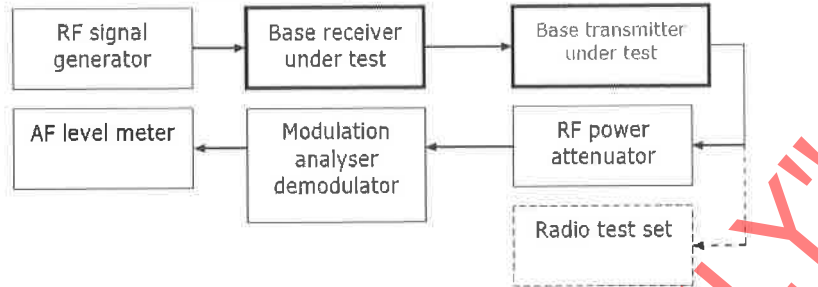 RF signal
generator
Base receiver
under test
Base transmitter
under test
AF level meter
Modulation
analyser
demodulator
RF power
attenuator
Radio test set
LY"